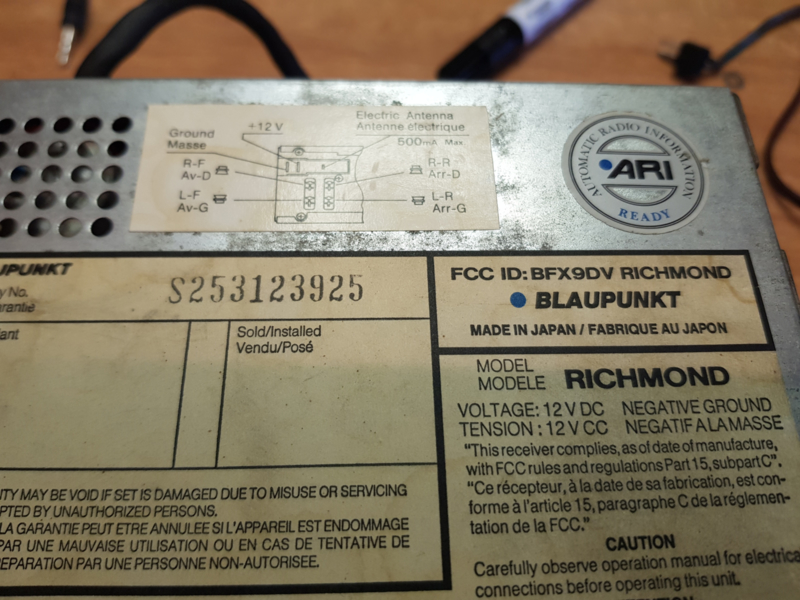 Electric Antenna
Antenne electrique
500mA Max.
+12 V
Ground
Masse
R-F
Av-D
L-F
Av-G
R-R
Arr-D
L-R
Arr-G
AUTOMATIC RADIO INFORMATION
ARI
READY
S253123925
Sold/Installed
Vendu/Posé
FCC ID: BFX9DV RICHMOND
BLAUPUNKT
MADE IN JAPAN / FABRIQUE AU JAPON
MODEL
MODELE RICHMOND
VOLTAGE: 12 V DC NEGATIVE GROUND
TENSION : 12 V CC NEGATIF A LA MASSE
"This receiver complies, as of date of manufacture,
with FCC rules and regulations Part 15, subpart C".
"Ce récepteur, à la date de sa fabrication, est con-
forme à l'article 15, paragraphe C de la réglemen-
tation de la FCC."
CAUTION
Carefully observe operation manual for electrica
connections before operating this unit.
MAY BE VOID IF SET IS DAMAGED DUE TO MISUSE OR SERVICING
BY UNAUTHORIZED PERSONS.
LA GARANTIE PEUT ETRE ANNULEE SI L'APPAREIL EST ENDOMMAGE
PAR UNE MAUVAISE UTILISATION OU EN CAS DE TENTATIVE DE
REPARATION PAR UNE PERSONNE NON-AUTORISEE.